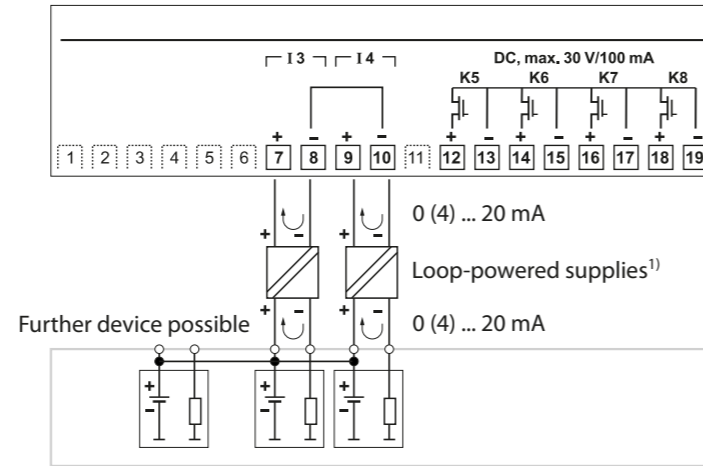 I 3 I 4 DC, max. 30 V/100 mA
K5 K6 K7 K8
+ – + – + – + – + – + –
1 2 3 4 5 6 7 8 9 10 11 12 13 14 15 16 17 18 19
0 (4) ... 20 mA
+ – + –
Loop-powered supplies1)
+ – + –
Further device possible 0 (4) ... 20 mA
+ + +
– – –